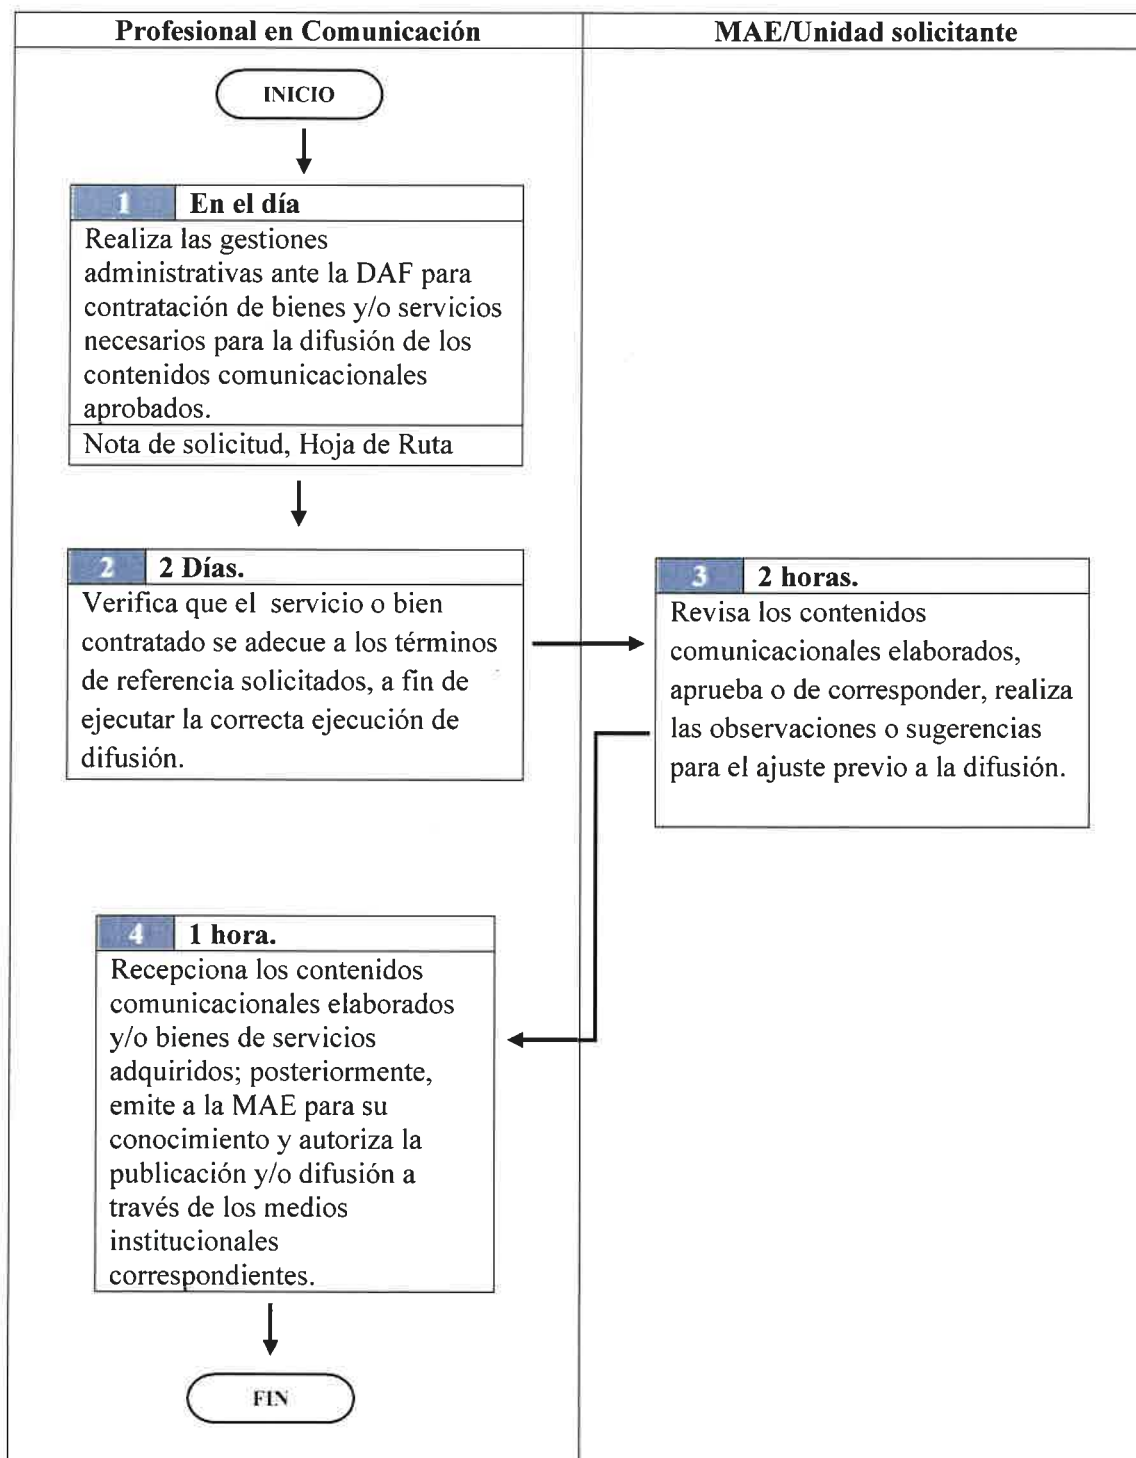 Profesional en Comunicación
MAE/Unidad solicitante
INICIO
1 En el día
Realiza las gestiones
administrativas ante la DAF para
contratación de bienes y/o servicios
necesarios para la difusión de los
contenidos comunicacionales
aprobados.
Nota de solicitud, Hoja de Ruta
2 2 Días.
Verifica que el servicio o bien
contratado se adecue a los términos
de referencia solicitados, a fin de
ejecutar la correcta ejecución de
difusión.
3 2 horas.
Revisa los contenidos
comunicacionales elaborados,
aprueba o de corresponder, realiza
las observaciones o sugerencias
para el ajuste previo a la difusión.
4 1 hora.
Recepciona los contenidos
comunicacionales elaborados
y/o bienes de servicios
adquiridos; posteriormente,
emite a la MAE para su
conocimiento y autoriza la
publicación y/o difusión a
través de los medios
institucionales
correspondientes.
FIN